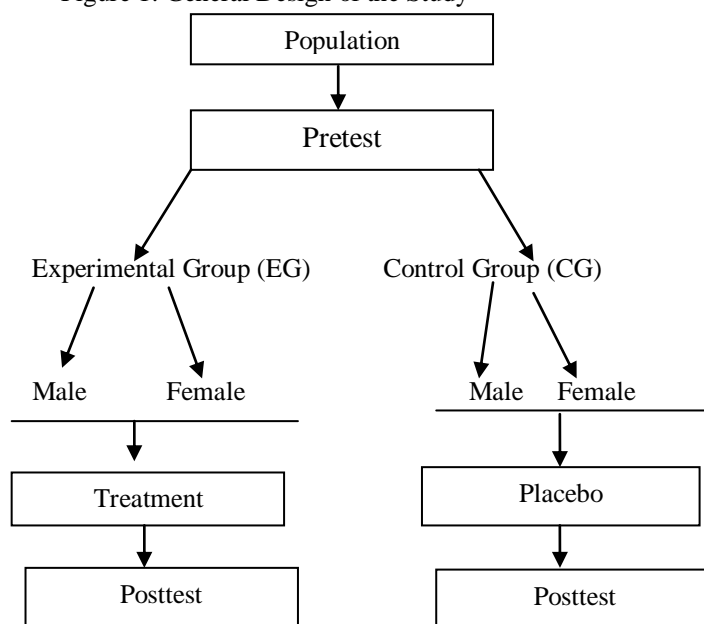 Figure 1: General Design of the Study
Population
Pretest
Experimental Group (EG) Control Group (CG)
Male Female Male Female
Treatment Placebo
Posttest Posttest